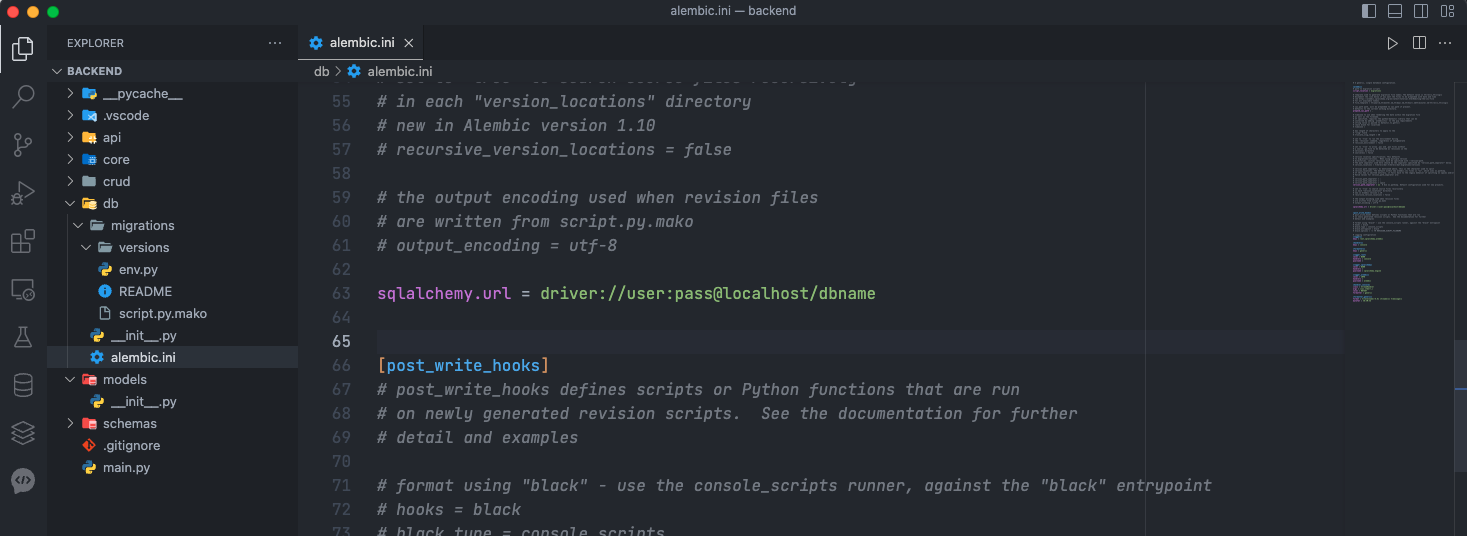 alembic.ini — backend
EXPLORER
BACKEND
__pycache__
.vscode
api
core
crud
db
migrations
versions
env.py
README
script.py.mako
__init__.py
alembic.ini
models
__init__.py
schemas
.gitignore
main.py
alembic.ini
db > alembic.ini
55 # in each "version_locations" directory
56 # new in Alembic version 1.10
57 # recursive_version_locations = false
58
59 # the output encoding used when revision files
60 # are written from script.py.mako
61 # output_encoding = utf-8
62
63 sqlalchemy.url = driver://user:pass@localhost/dbname
64
65
66 [post_write_hooks]
67 # post_write_hooks defines scripts or Python functions that are run
68 # on newly generated revision scripts.  See the documentation for further
69 # detail and examples
70
71 # format using "black" - use the console_scripts runner, against the "black" entrypoint
72 # hooks = black
73 # black.type = console_scripts